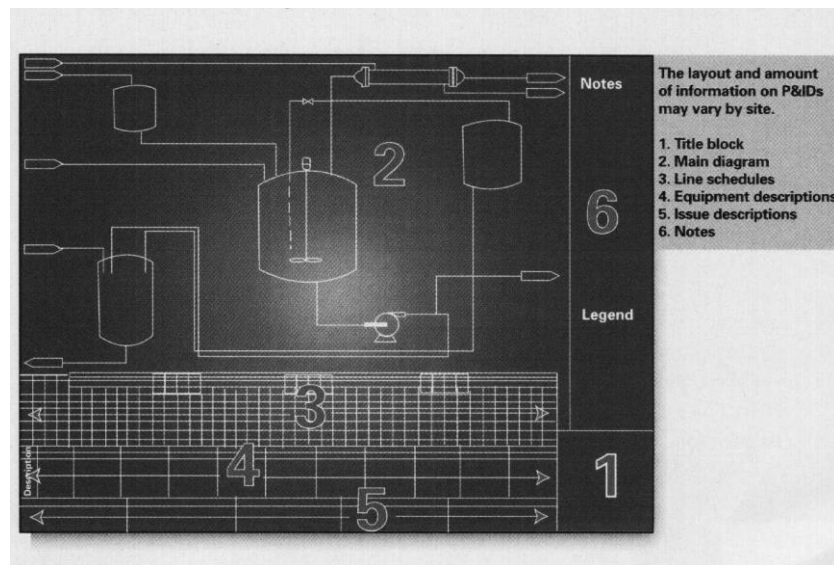 Notes
The layout and amount
of information on P&IDs
may vary by site.
1. Title block
2. Main diagram
3. Line schedules
4. Equipment descriptions
5. Issue descriptions
6. Notes
2
6
Legend
3
Description
4
1
5